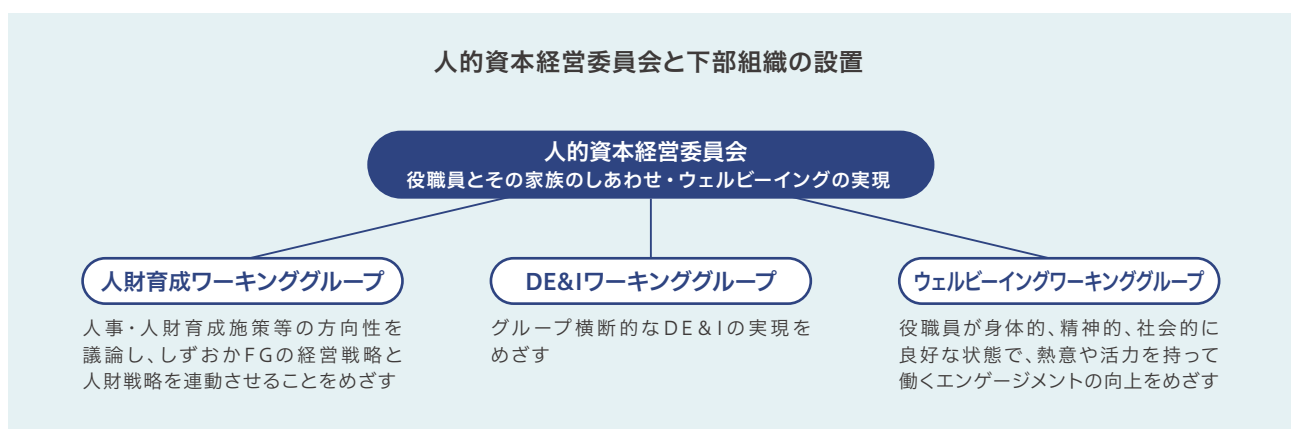 人的資本経営委員会と下部組織の設置
人的資本経営委員会
役職員とその家族のしあわせ・ウェルビーイングの実現
人財育成ワーキンググループ
人事・人財育成施策等の方向性を
議論し、しずおかFGの経営戦略と
人財戦略を連動させることをめざす
DE&Iワーキンググループ
グループ横断的なDE&Iの実現を
めざす
ウェルビーイングワーキンググループ
役職員が身体的、精神的、社会的に
良好な状態で、熱意や活力を持って
働くエンゲージメントの向上をめざす